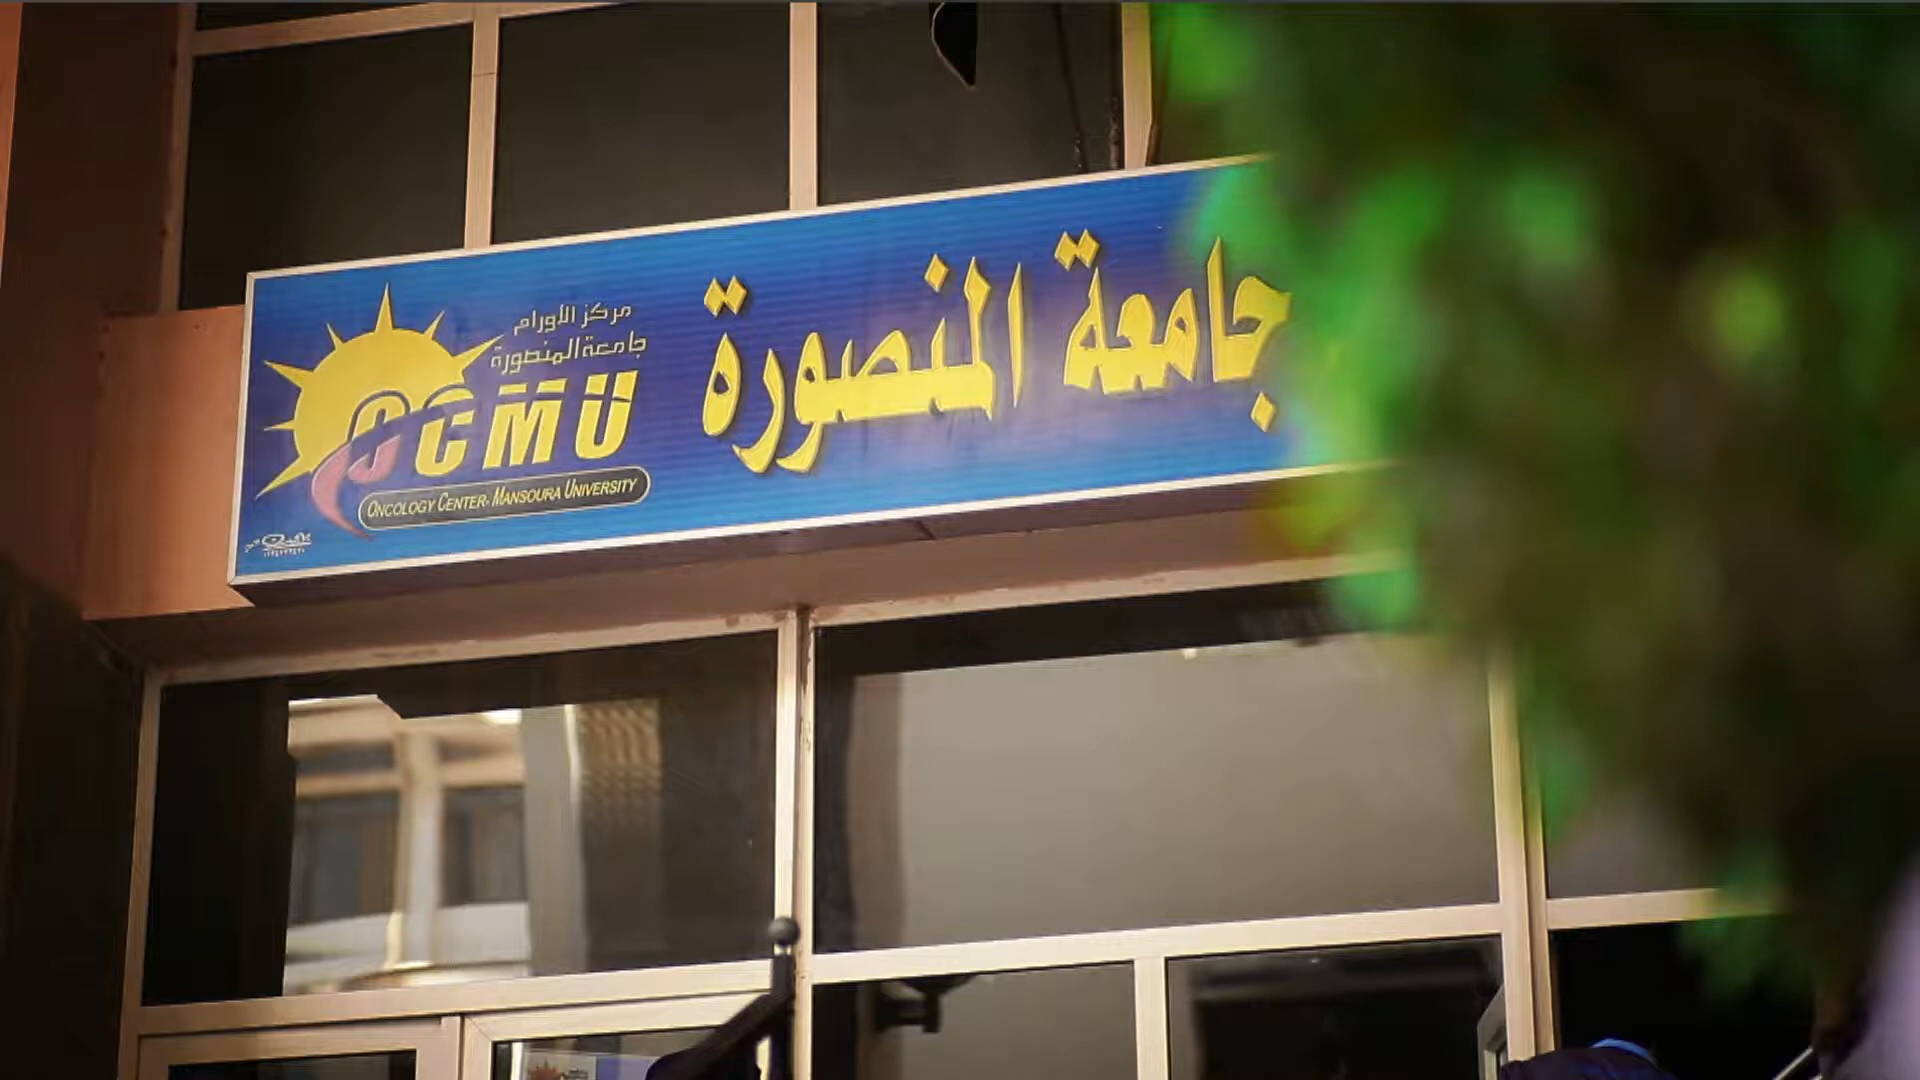 مركز الأورام
جامعة المنصورة
OCMU
ONCOLOGY CENTER- MANSOURA UNIVERSITY
جامعة المنصورة